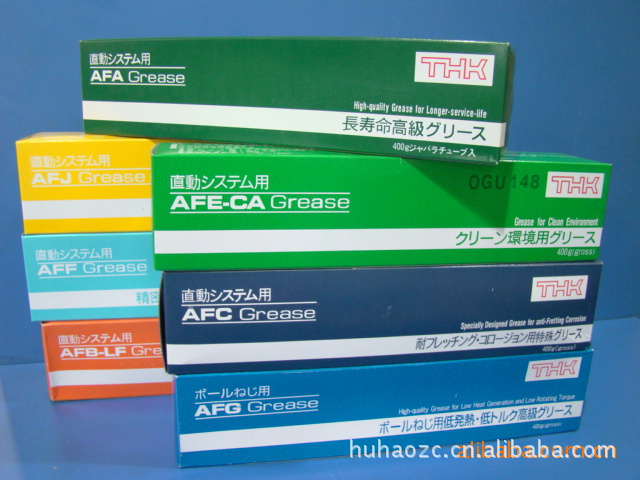 直動システム用
AFA Grease
THK
High-quality Grease for Longer-service-life
長寿命高級グリース
400gジャバラチューブ入
直動システム用
AFJ Grease
直動システム用
AFE-CA Grease
OGU148
THK
Grease for Clean Environment
クリーン環境用グリース
400g(gross)
直動システム用
AFF Grease
精密
直動システム用
AFC Grease
THK
Specially Designed Grease for anti-Fretting Corrosion
耐フレッチング・コロージョン用特殊グリース
400g(gross)
直動システム用
AFB-LF Gre
ボールねじ用
AFG Grease
THK
High-quality Grease for Low Heat Generation and Low Rotating Torque
ボールねじ用低発熱・低トルク高級グリース
400g(gross)
huhaozc.cn.alibaba.com